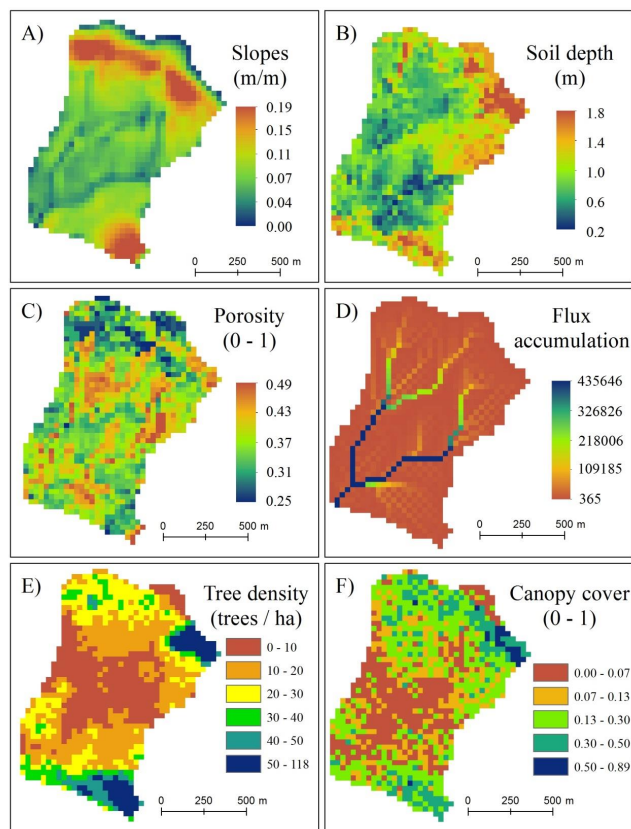 A)
Slopes
(m/m)
0.19
0.15
0.11
0.07
0.04
0.00
0 250 500 m
B)
Soil depth
(m)
1.8
1.4
1.0
0.6
0.2
0 250 500 m
C)
Porosity
(0 - 1)
0.49
0.43
0.37
0.31
0.25
0 250 500 m
D)
Flux
accumulation
435646
326826
218006
109185
365
0 250 500 m
E)
Tree density
(trees / ha)
0 - 10
10 - 20
20 - 30
30 - 40
40 - 50
50 - 118
0 250 500 m
F)
Canopy cover
(0 - 1)
0.00 - 0.07
0.07 - 0.13
0.13 - 0.30
0.30 - 0.50
0.50 - 0.89
0 250 500 m